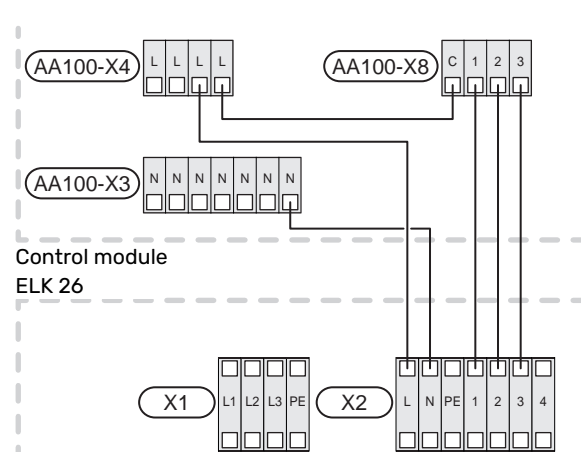 AA100-X4 L L L L AA100-X8 C 1 2 3
AA100-X3 N N N N N N N
Control module
ELK 26
X1 L1 L2 L3 PE X2 L N PE 1 2 3 4